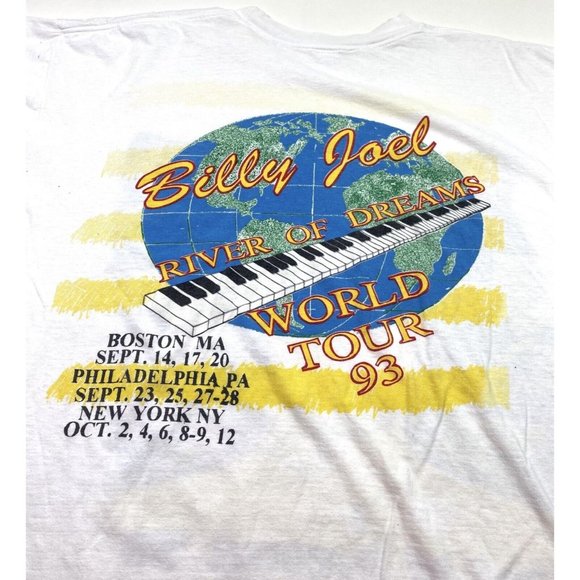 Billy Joel
RIVER OF DREAMS
WORLD
TOUR
93
BOSTON MA
SEPT. 14, 17, 20
PHILADELPHIA, PA
SEPT. 23, 25, 27-28
NEW YORK NY
OCT. 2, 4, 6, 8-9, 12